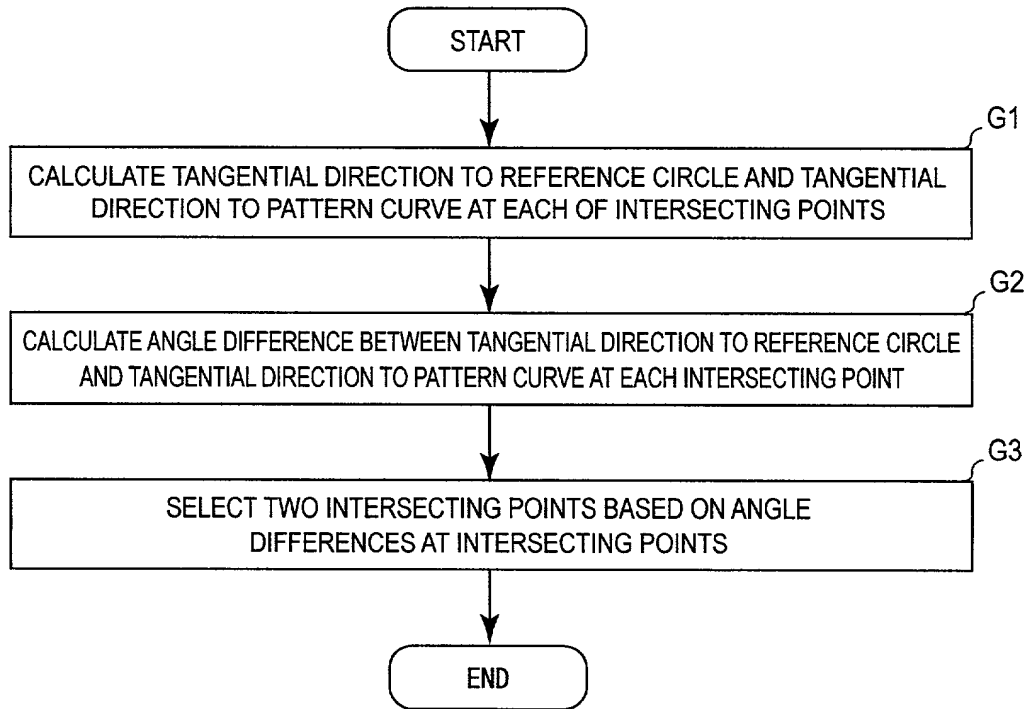 START
G1
CALCULATE TANGENTIAL DIRECTION TO REFERENCE CIRCLE AND TANGENTIAL
DIRECTION TO PATTERN CURVE AT EACH OF INTERSECTING POINTS
G2
CALCULATE ANGLE DIFFERENCE BETWEEN TANGENTIAL DIRECTION TO REFERENCE CIRCLE
AND TANGENTIAL DIRECTION TO PATTERN CURVE AT EACH INTERSECTING POINT
G3
SELECT TWO INTERSECTING POINTS BASED ON ANGLE
DIFFERENCES AT INTERSECTING POINTS
END